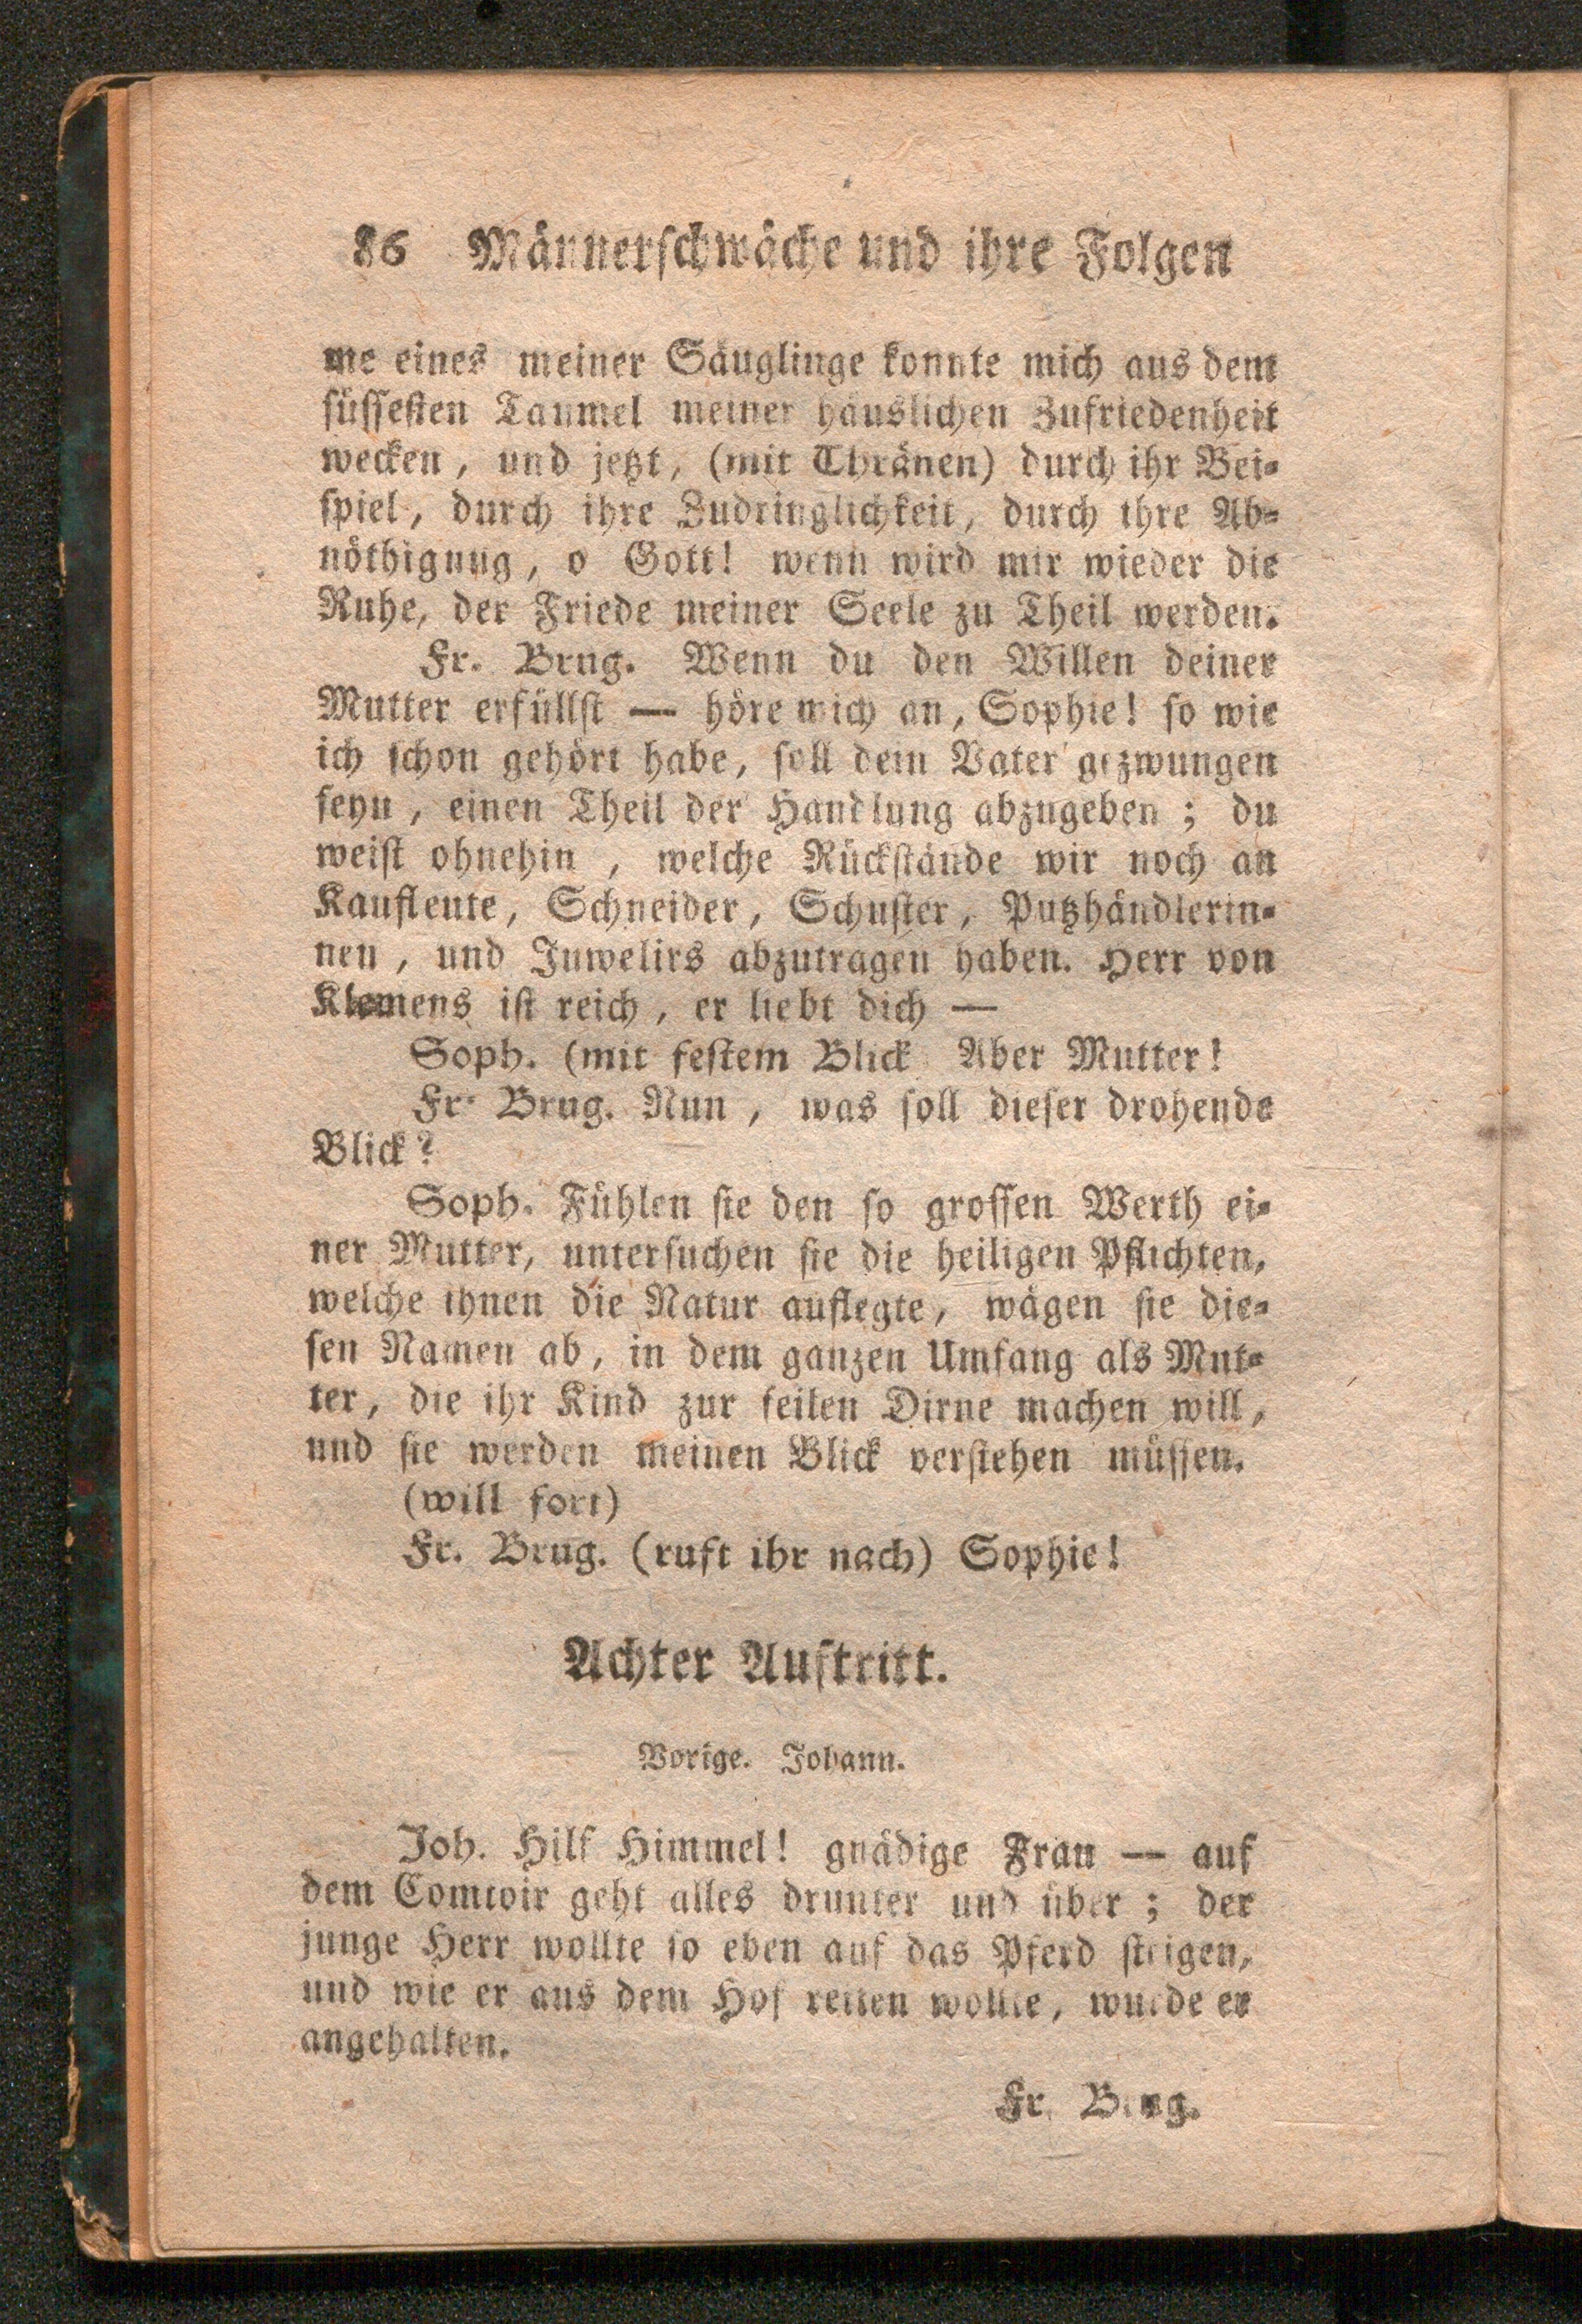 86 Männerschwäche und ihre Folgen
me eines meiner Säuglinge konnte mich aus dem
süssesten Taumel meiner häuslichen Zufriedenheit
wecken, und jetzt, (mit Thränen) durch ihr Bei-
spiel, durch ihre Zudringlichkeit, durch ihre Ab-
nöthigung, o Gott! wenn wird mir wieder die
Ruhe, der Friede meiner Seele zu Theil werden.
Fr. Brug. Wenn du den Willen deiner
Mutter erfüllst — höre mich an, Sophie! so wie
ich schon gehört habe, soll dein Vater gezwungen
seyn, einen Theil der Handlung abzugeben; du
weist ohnehin, welche Rückstände wir noch an
Kaufleute, Schneider, Schuster, Putzhändlerin-
nen, und Juwelirs abzutragen haben. Herr von
Klemens ist reich, er liebt dich —
Soph. (mit festem Blick Aber Mutter!
Fr. Brug. Nun, was soll dieser drohende
Blick?
Soph. Fühlen sie den so grossen Werth ei-
ner Mutter, untersuchen sie die heiligen Pflichten,
welche ihnen die Natur auflegte, wägen sie die-
sen Namen ab, in dem ganzen Umfang als Mut-
ter, die ihr Kind zur feilen Dirne machen will,
und sie werden meinen Blick verstehen müssen.
(will fort)
Fr. Brug. (ruft ihr nach) Sophie!
Achter Auftritt.
Vorige. Johann.
Joh. Hilf Himmel! gnädige Frau — auf
dem Comtoir geht alles drunter und über; der
junge Herr wollte so eben auf das Pferd steigen,
und wie er aus dem Hof reiten wollte, wurde er
angehalten.
Fr. Brug.